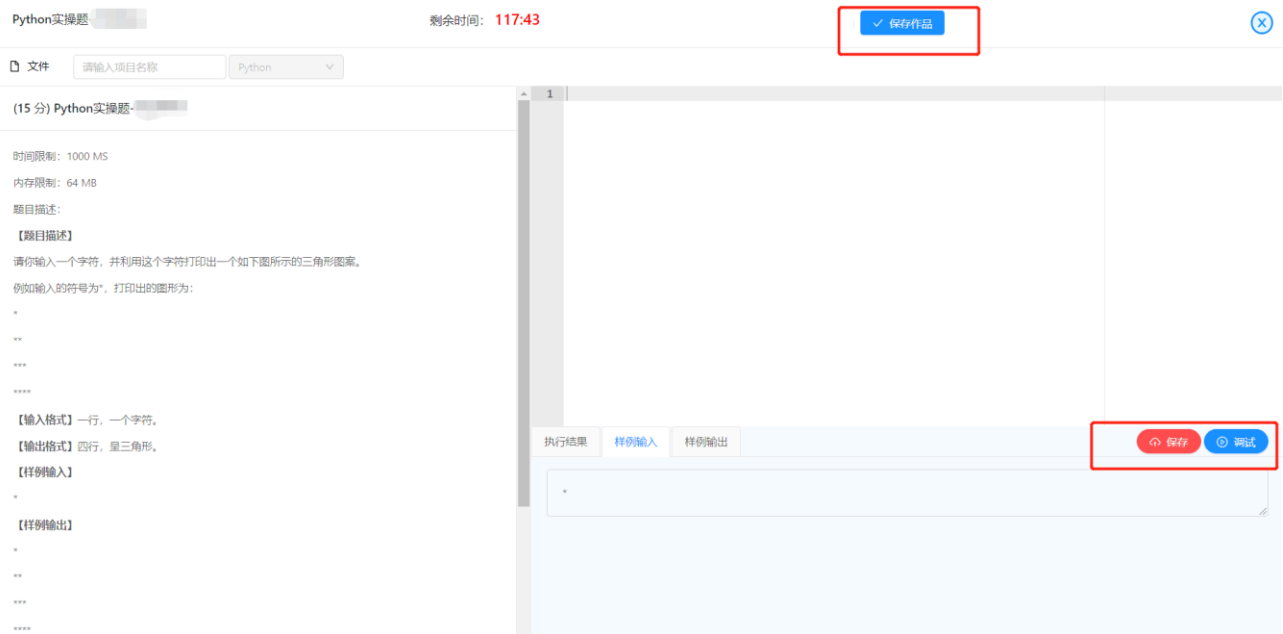 Python实操题-
剩余时间： 117:43
保存作品
文件
请输入项目名称
Python
(15 分) Python实操题-
时间限制：1000 MS
内存限制：64 MB
题目描述：
【题目描述】
请你输入一个字符，并利用这个字符打印出一个如下图所示的三角形图案。
例如输入的符号为*，打印出的图形为：
*
**
***
****
【输入格式】一行，一个字符。
【输出格式】四行，呈三角形。
【样例输入】
*
【样例输出】
*
**
***
****
1
执行结果
样例输入
样例输出
保存
调试
*